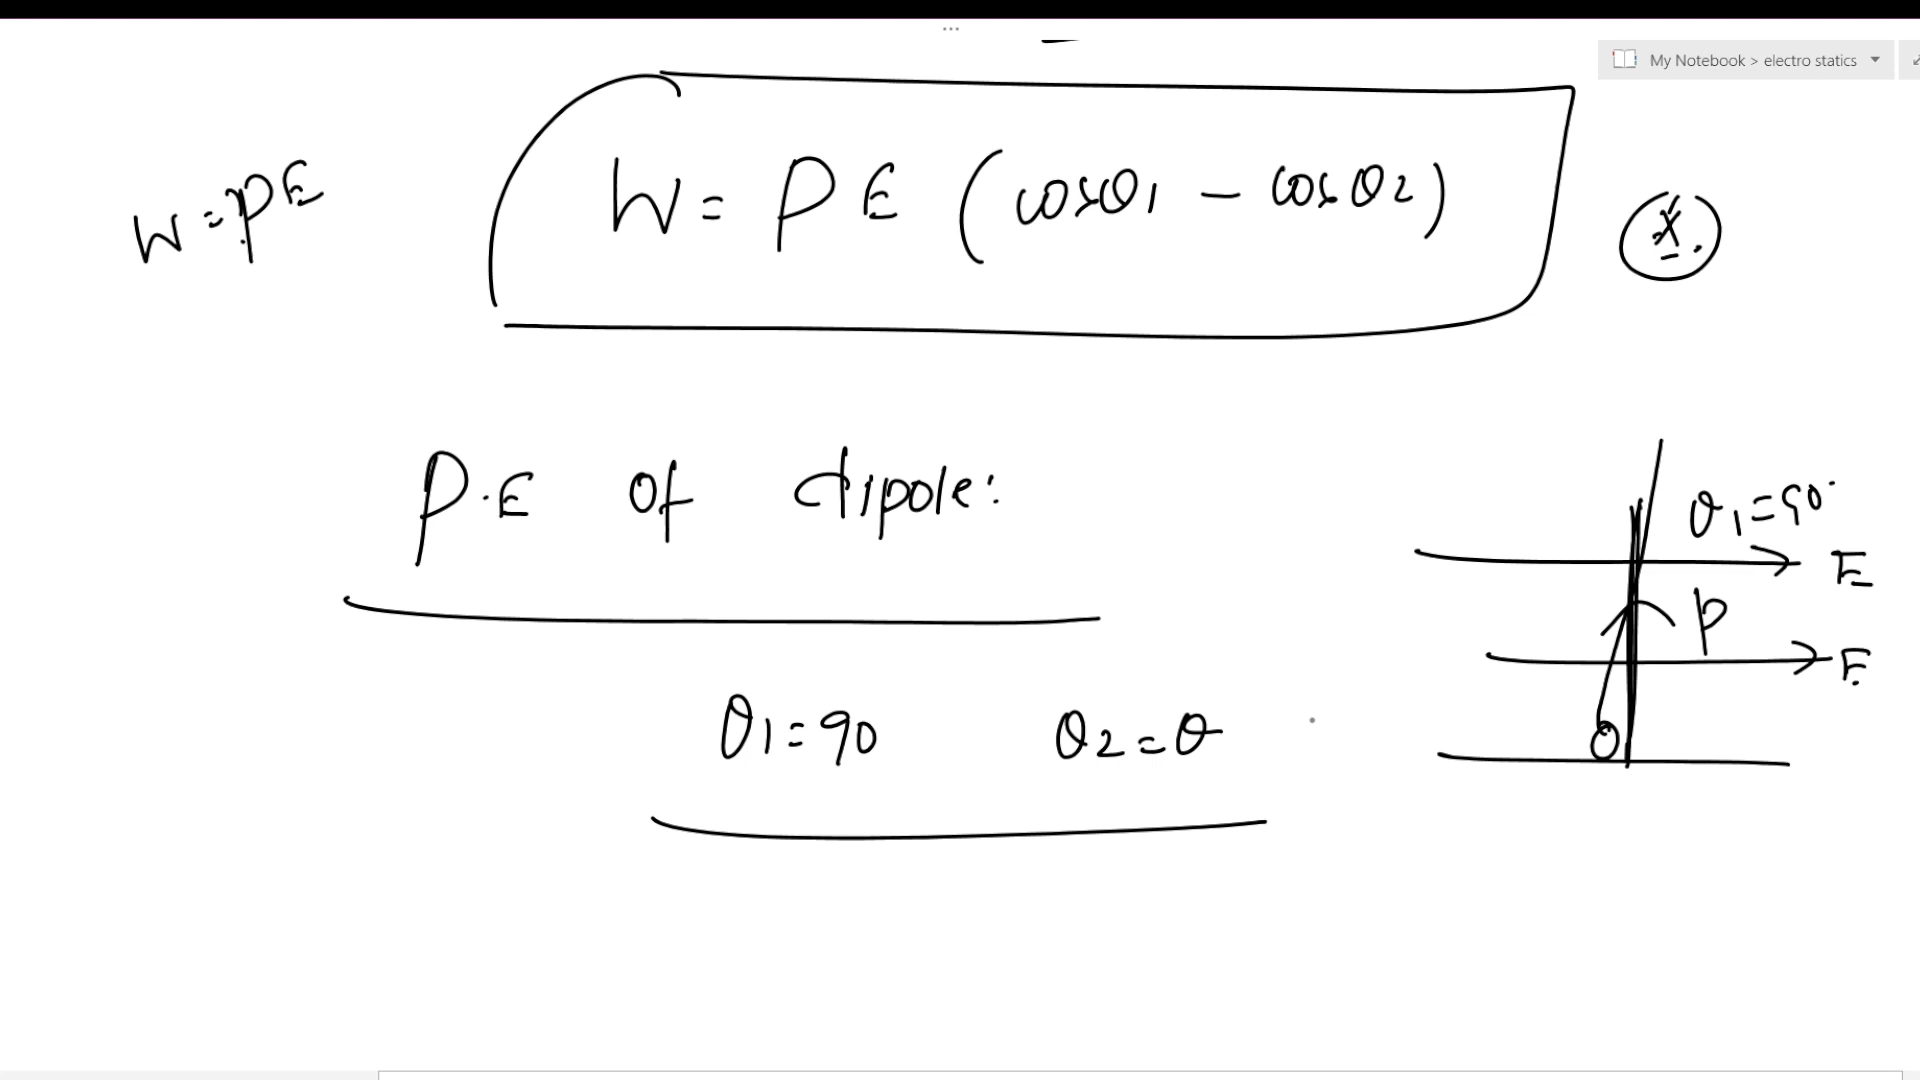 My Notebook > electro statics
W = PE
W = PE (cosθ1 - cosθ2)
P.E of dipole:
θ1 = 90°
E
P
E
θ1 = 90 θ2 = θ